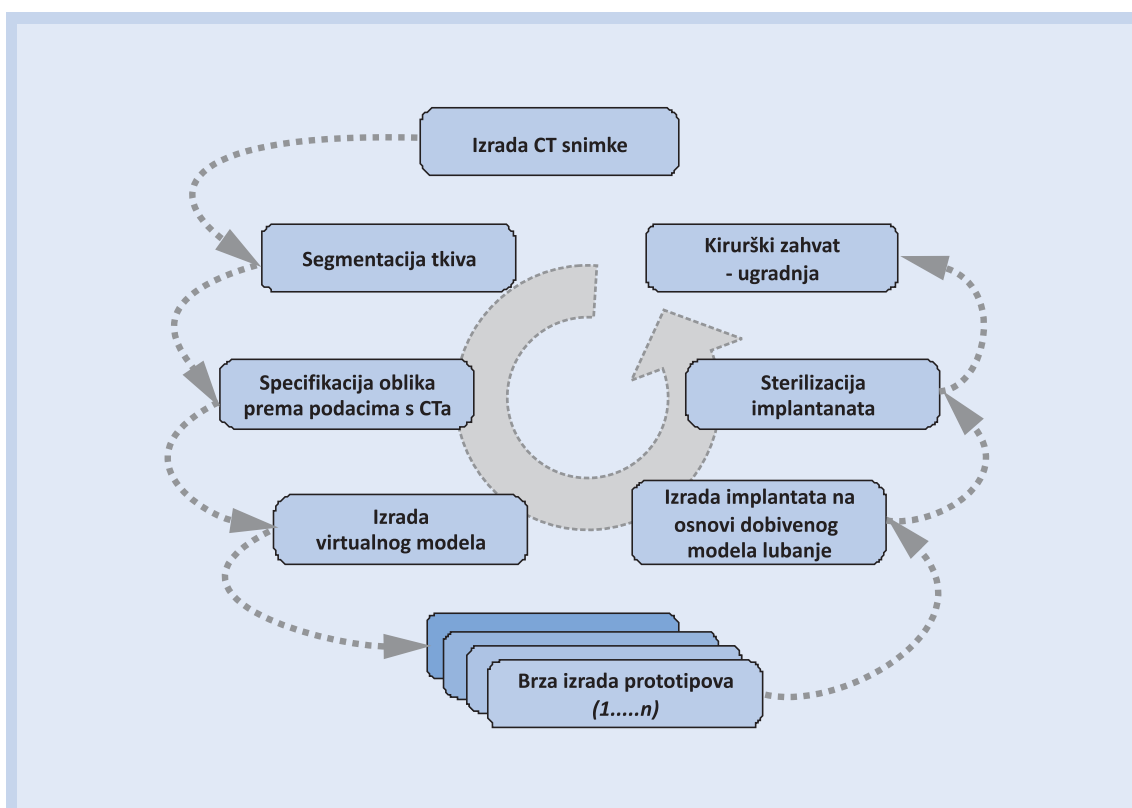 Izrada CT snimke
Segmentacija tkiva
Specifikacija oblika
prema podacima s CTa
Izrada
virtualnog modela
Brza izrada prototipova
(1.....n)
Izrada implantata na
osnovi dobivenog
modela lubanje
Sterilizacija
implantanata
Kirurški zahvat
- ugradnja